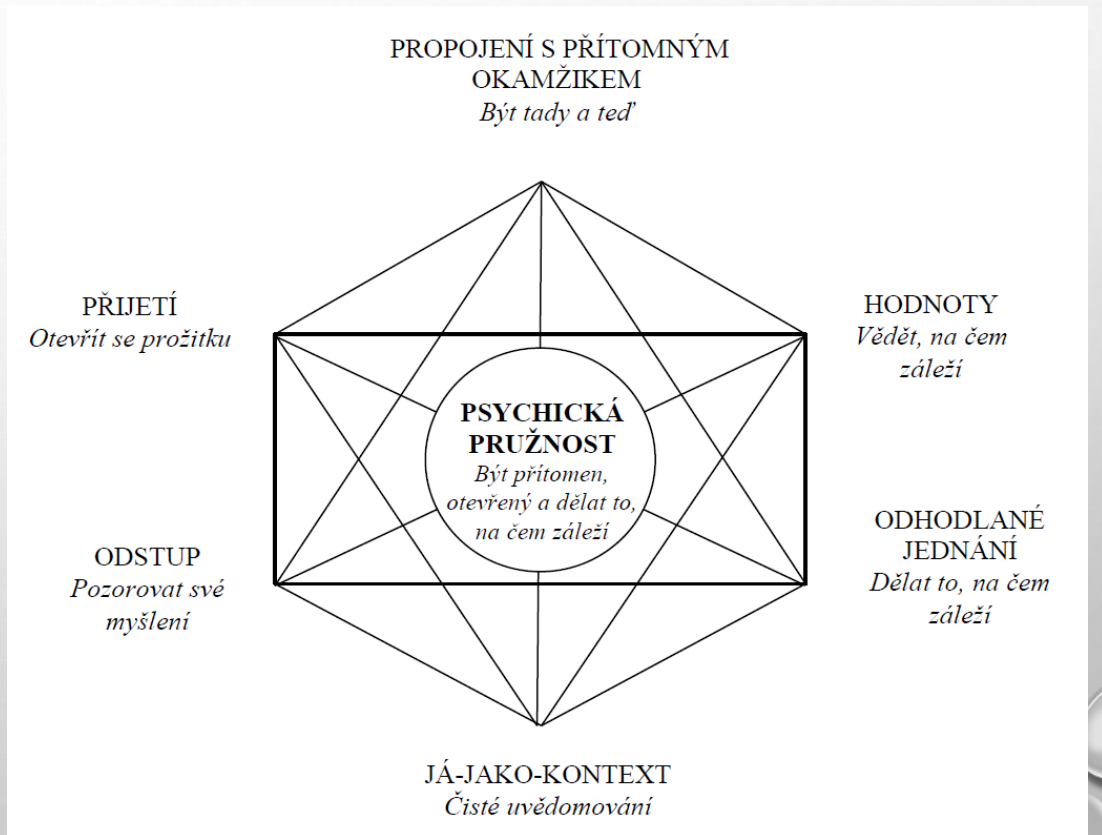 PROPOJENÍ S PŘÍTOMNÝM
OKAMŽIKEM
Být tady a teď
PŘIJETÍ
Otevřít se prožitku
HODNOTY
Vědět, na čem
záleží
PSYCHICKÁ
PRUŽNOST
Být přítomen,
otevřený a dělat to,
na čem záleží
ODSTUP
Pozorovat své
myšlení
ODHODLANÉ
JEDNÁNÍ
Dělat to, na čem
záleží
JÁ-JAKO-KONTEXT
Čisté uvědomování